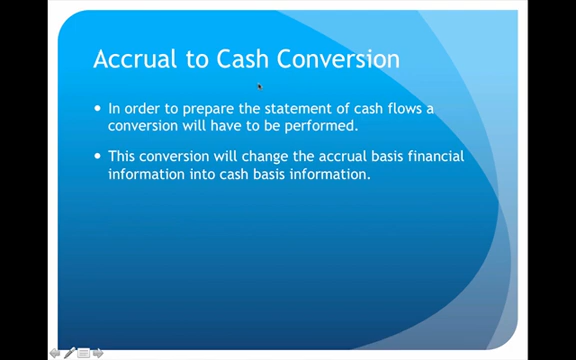 Accrual to Cash Conversion
• In order to prepare the statement of cash flows a
conversion will have to be performed.
• This conversion will change the accrual basis financial
information into cash basis information.